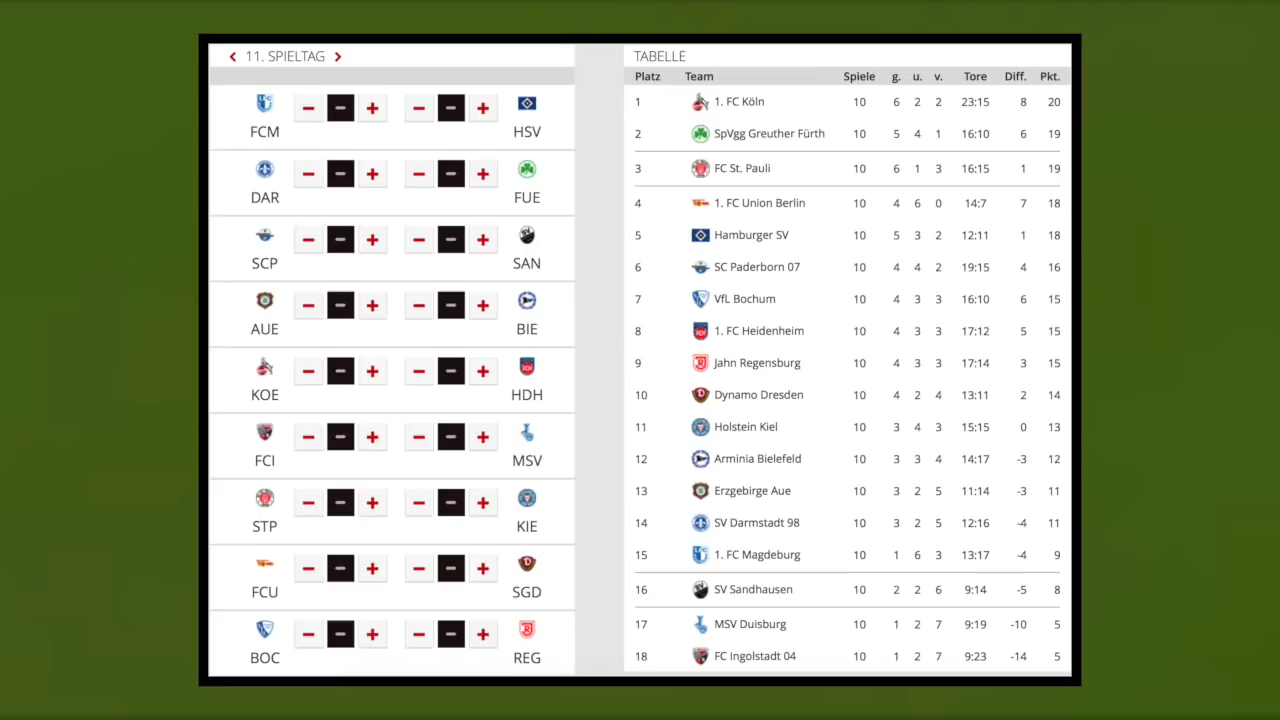 11. SPIELTAG
FCM HSV
DAR FUE
SCP SAN
AUE BIE
KOE HDH
FCI MSV
STP KIE
FCU SGD
BOC REG
TABELLE
Platz Team Spiele g. u. v. Tore Diff. Pkt.
1 1. FC Köln 10 6 2 2 23:15 8 20
2 SpVgg Greuther Fürth 10 5 4 1 16:10 6 19
3 FC St. Pauli 10 6 1 3 16:15 1 19
4 1. FC Union Berlin 10 4 6 0 14:7 7 18
5 Hamburger SV 10 5 3 2 12:11 1 18
6 SC Paderborn 07 10 4 4 2 19:15 4 16
7 VfL Bochum 10 4 3 3 16:10 6 15
8 1. FC Heidenheim 10 4 3 3 17:12 5 15
9 Jahn Regensburg 10 4 3 3 17:14 3 15
10 Dynamo Dresden 10 4 2 4 13:11 2 14
11 Holstein Kiel 10 3 4 3 15:15 0 13
12 Arminia Bielefeld 10 3 3 4 14:17 -3 12
13 Erzgebirge Aue 10 3 2 5 11:14 -3 11
14 SV Darmstadt 98 10 3 2 5 12:16 -4 11
15 1. FC Magdeburg 10 1 6 3 13:17 -4 9
16 SV Sandhausen 10 2 2 6 9:14 -5 8
17 MSV Duisburg 10 1 2 7 9:19 -10 5
18 FC Ingolstadt 04 10 1 2 7 9:23 -14 5